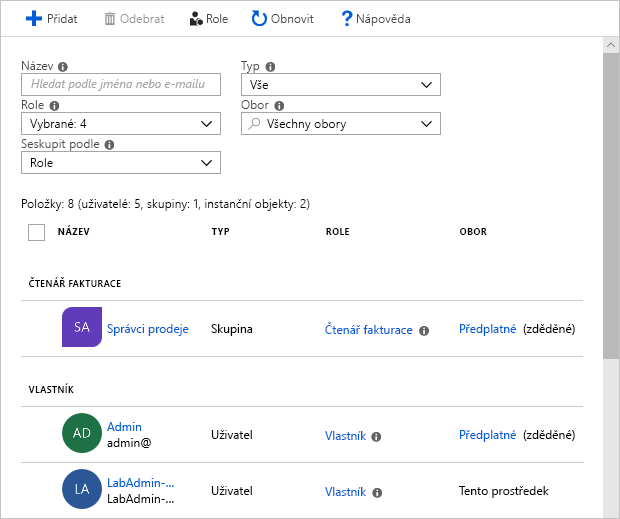 Přidat Odebrat Role Obnovit ? Nápověda
Název Typ
Hledat podle jména nebo e-mailu Vše
Role Obor
Vybrané: 4 Všechny obory
Seskupit podle
Role
Položky: 8 (uživatelé: 5, skupiny: 1, instanční objekty: 2)
NÁZEV TYP ROLE OBOR
ČTENÁŘ FAKTURACE
SA Správci prodeje Skupina Čtenář fakturace Předplatné (zděděné)
VLASTNÍK
AD Admin
admin@ Uživatel Vlastník Předplatné (zděděné)
LA LabAdmin-...
LabAdmin-... Uživatel Vlastník Tento prostředek